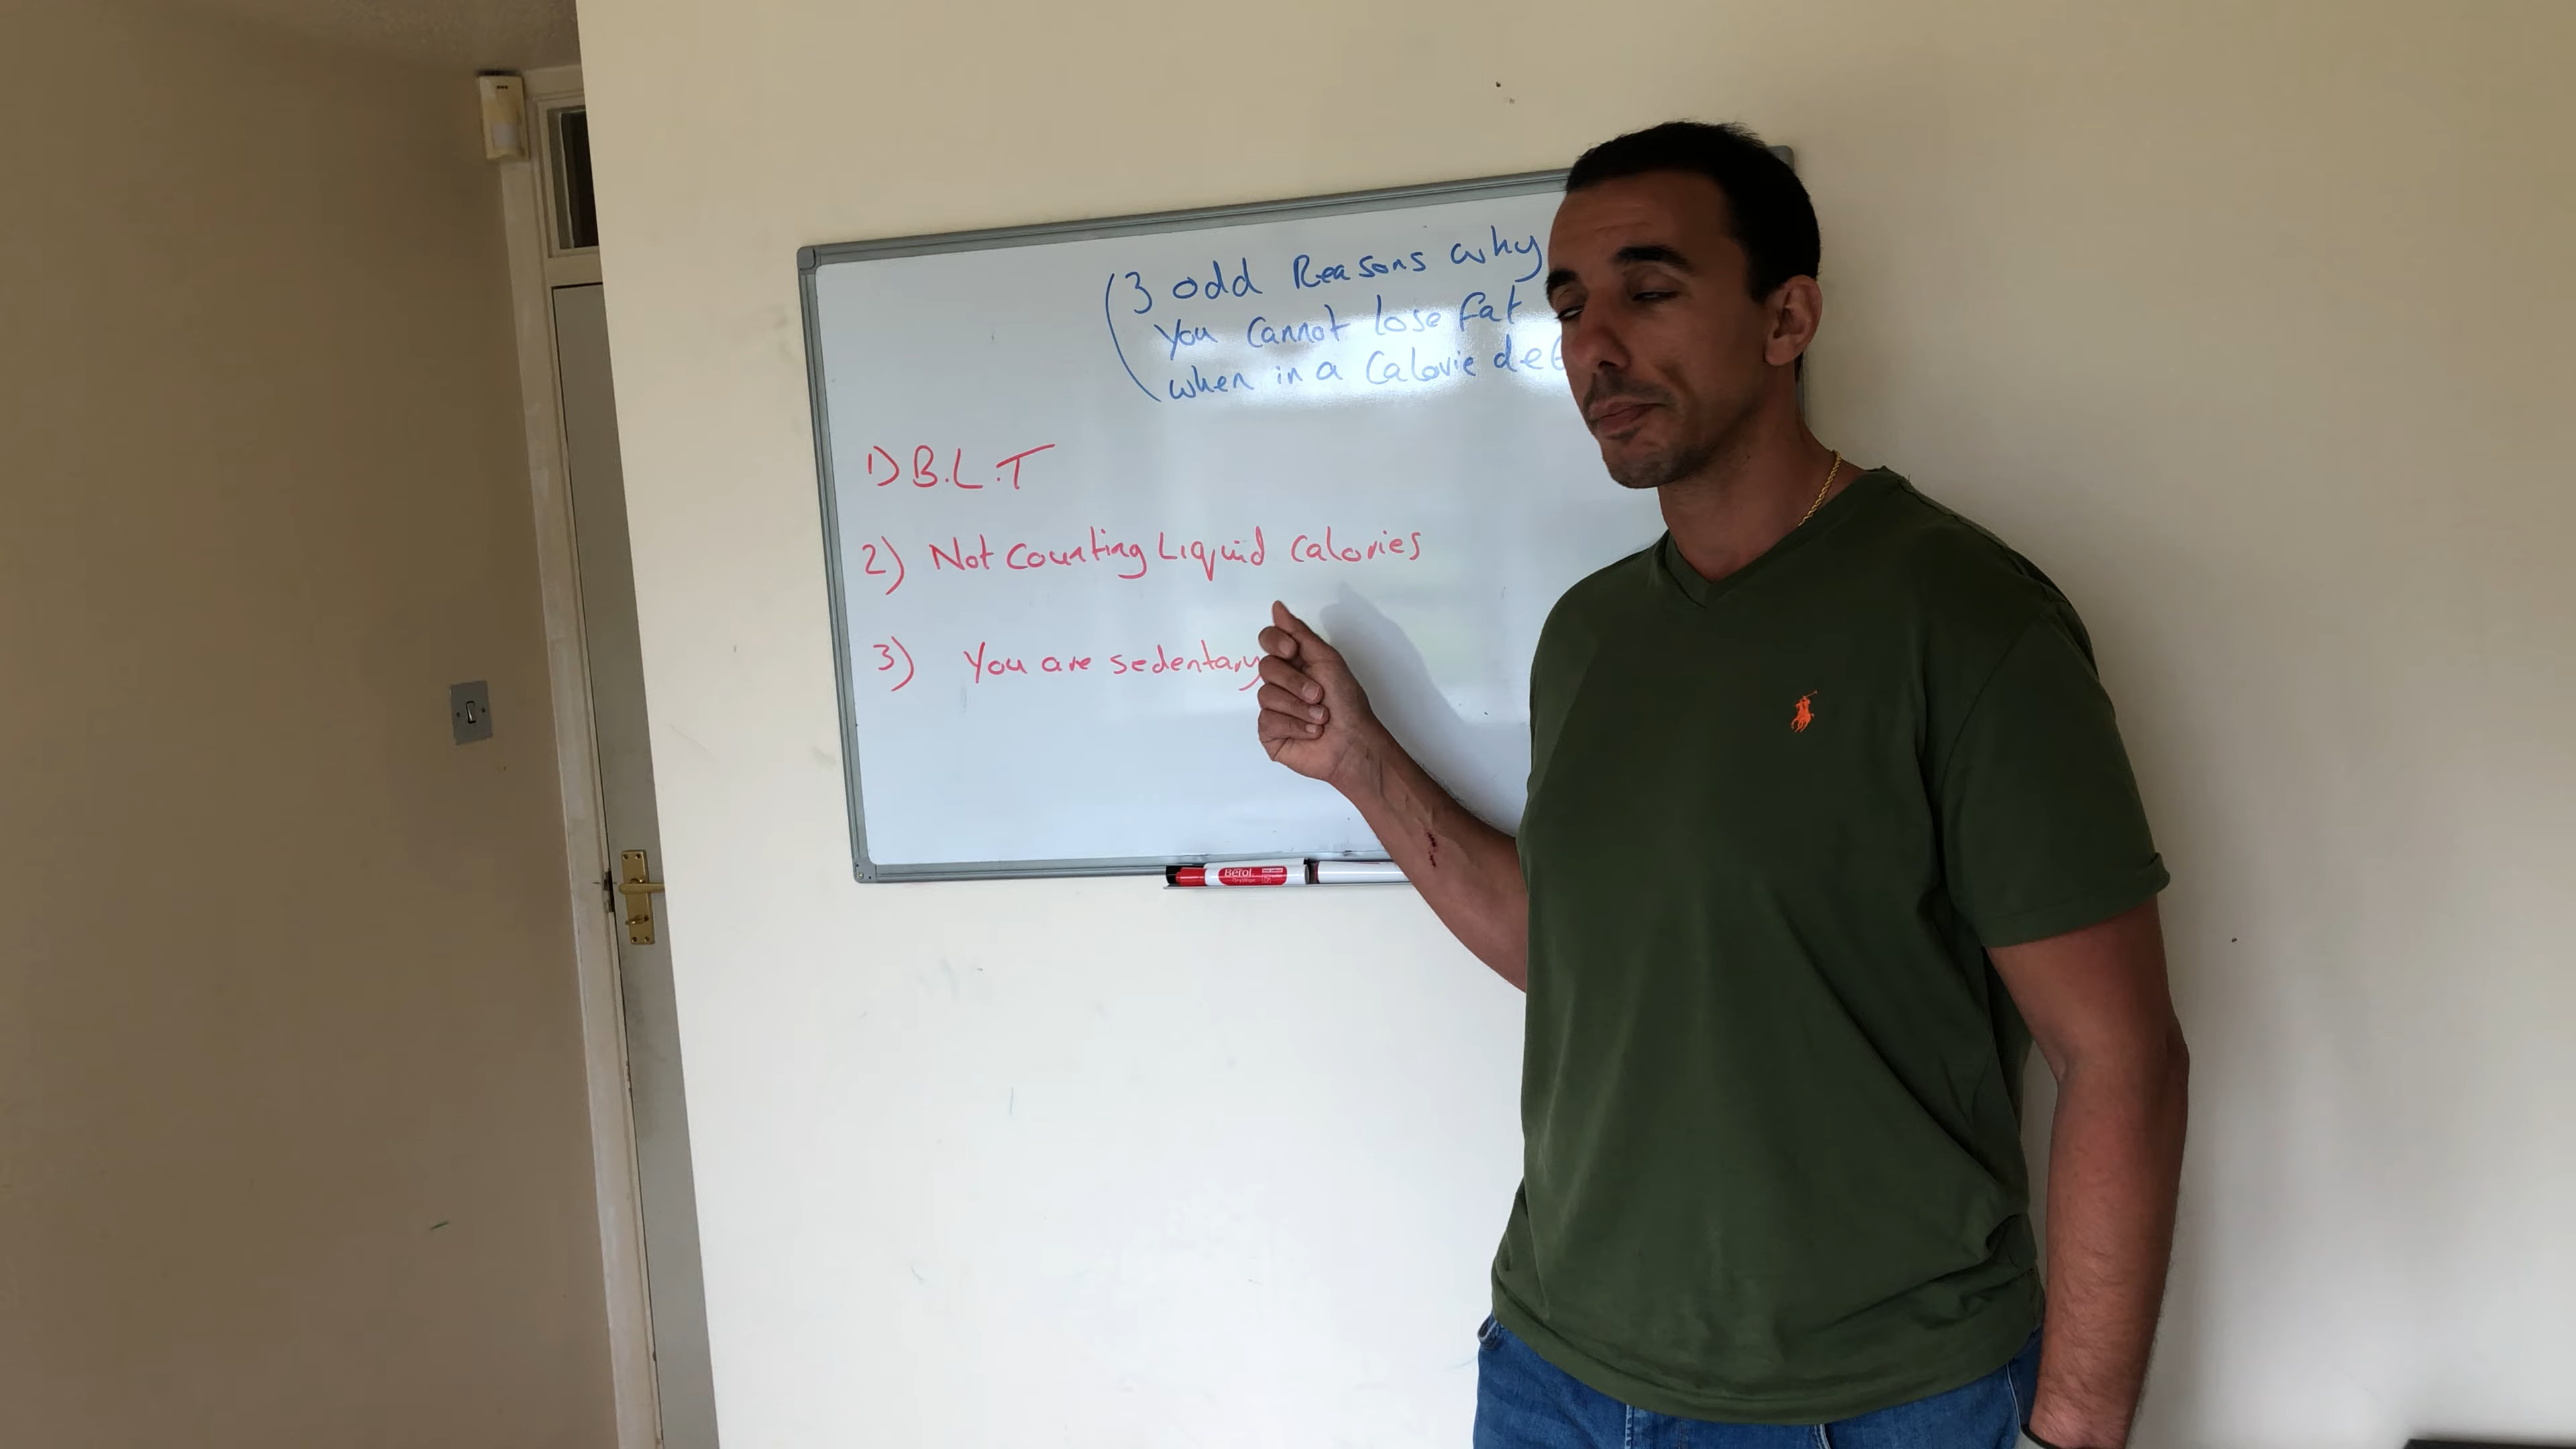 (3 odd Reasons why
You Cannot lose fat
when in a Calorie
1) B.L.T
2) Not Counting Liquid Calories
3) You are sedentary
Berol